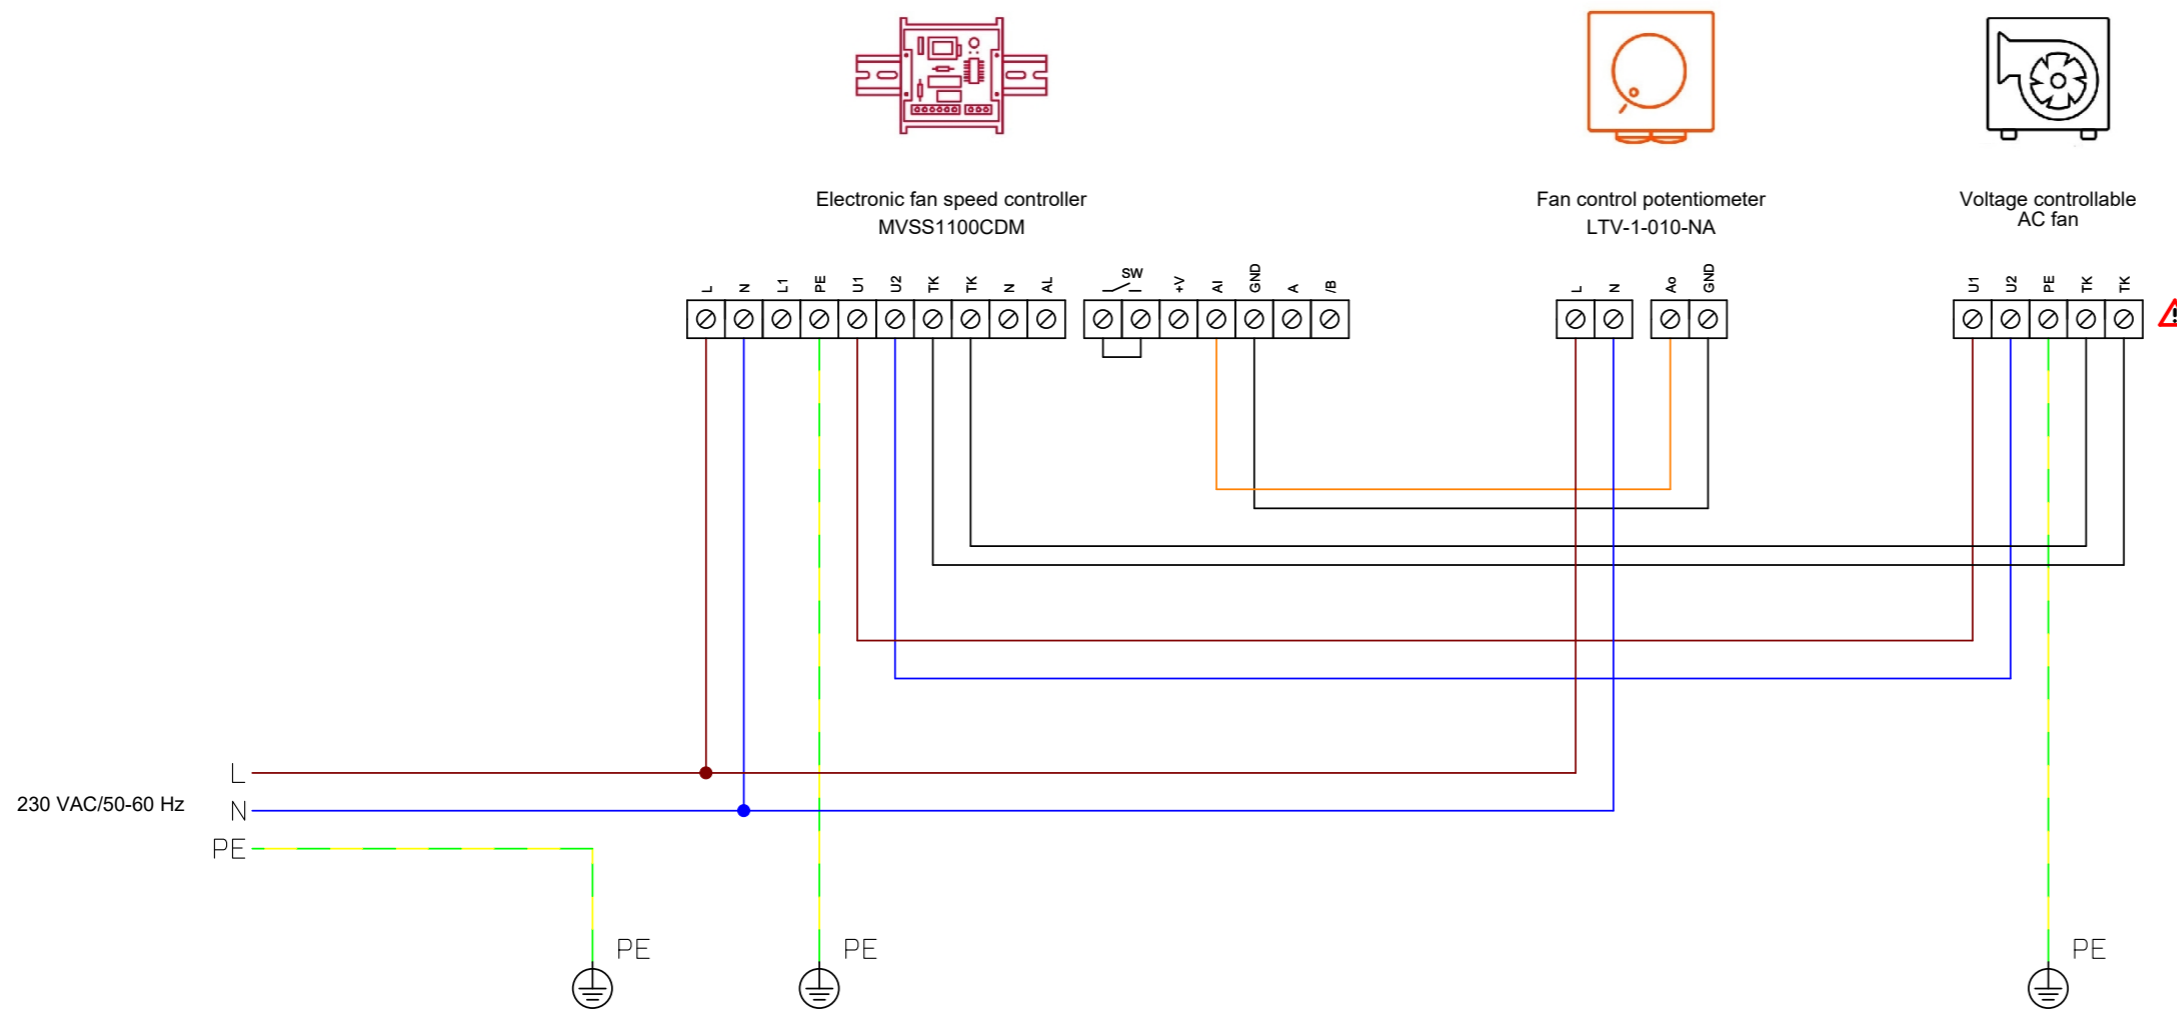 Electronic fan speed controller
MVSS1100CDM
Fan control potentiometer
LTV-1-010-NA
Voltage controllable
AC fan
L N L1 PE U1 U2 TK TK N AL
SW +V AI GND A /B
L N Ao GND
U1 U2 PE TK TK
L
230 VAC/50-60 Hz
N
PE
PE
PE
PE